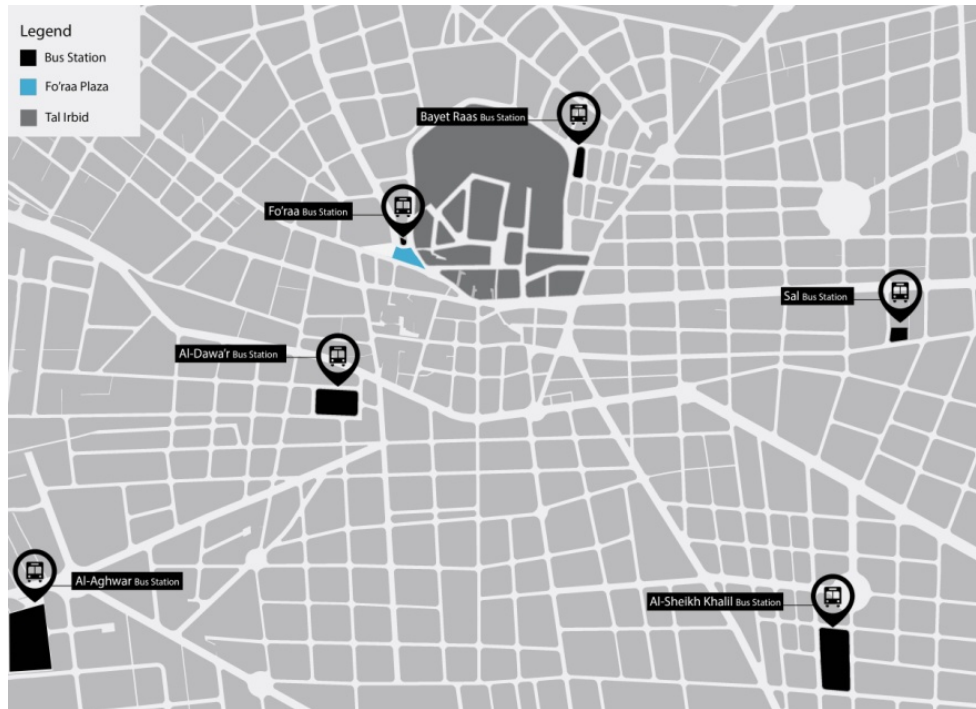 Legend
Bus Station
Fo'raa Plaza
Tal Irbid
Bayet Raas Bus Station
Fo'raa Bus Station
Sal Bus Station
Al-Dawa'r Bus Station
Al-Aghwar Bus Station
Al-Sheikh Khalil Bus Station